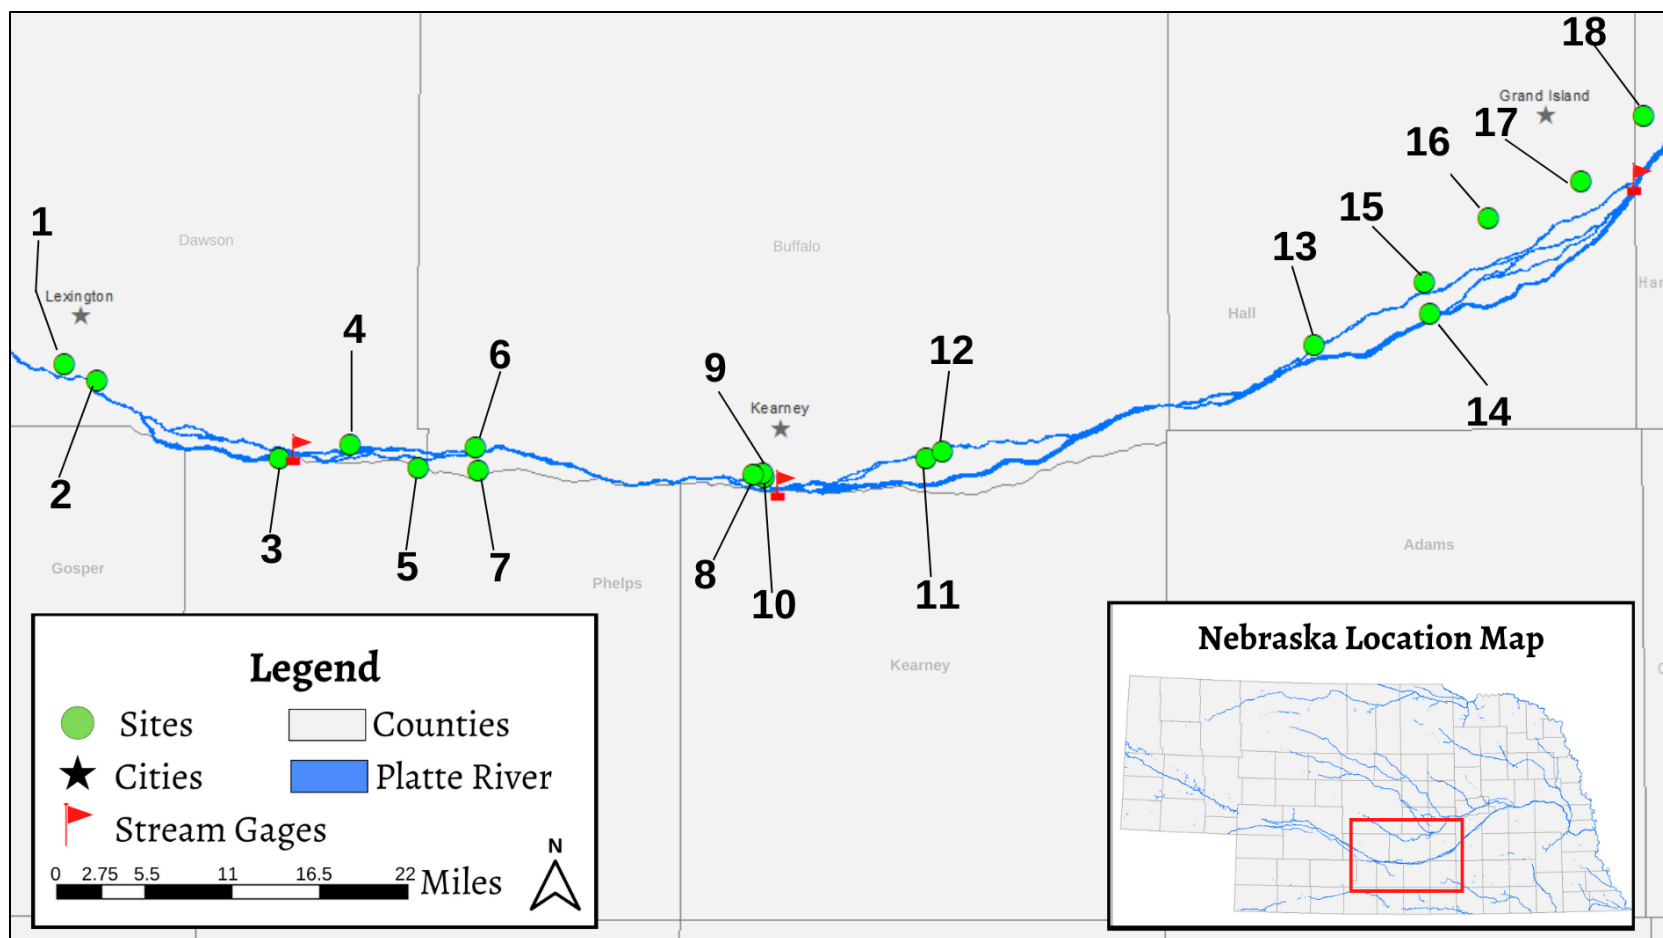 18
Grand Island
17
16
15
1
Dawson
Buffalo
13
Har
Lexington
Hall
4
6
12
9
Kearney
14
2
3
5
7
8
10
11
Adams
Gosper
Phelps
Kearney
C
Legend
Sites
Counties
Cities
Platte River
Stream Gages
N
0 2.75 5.5 11 16.5 22 Miles
Nebraska Location Map